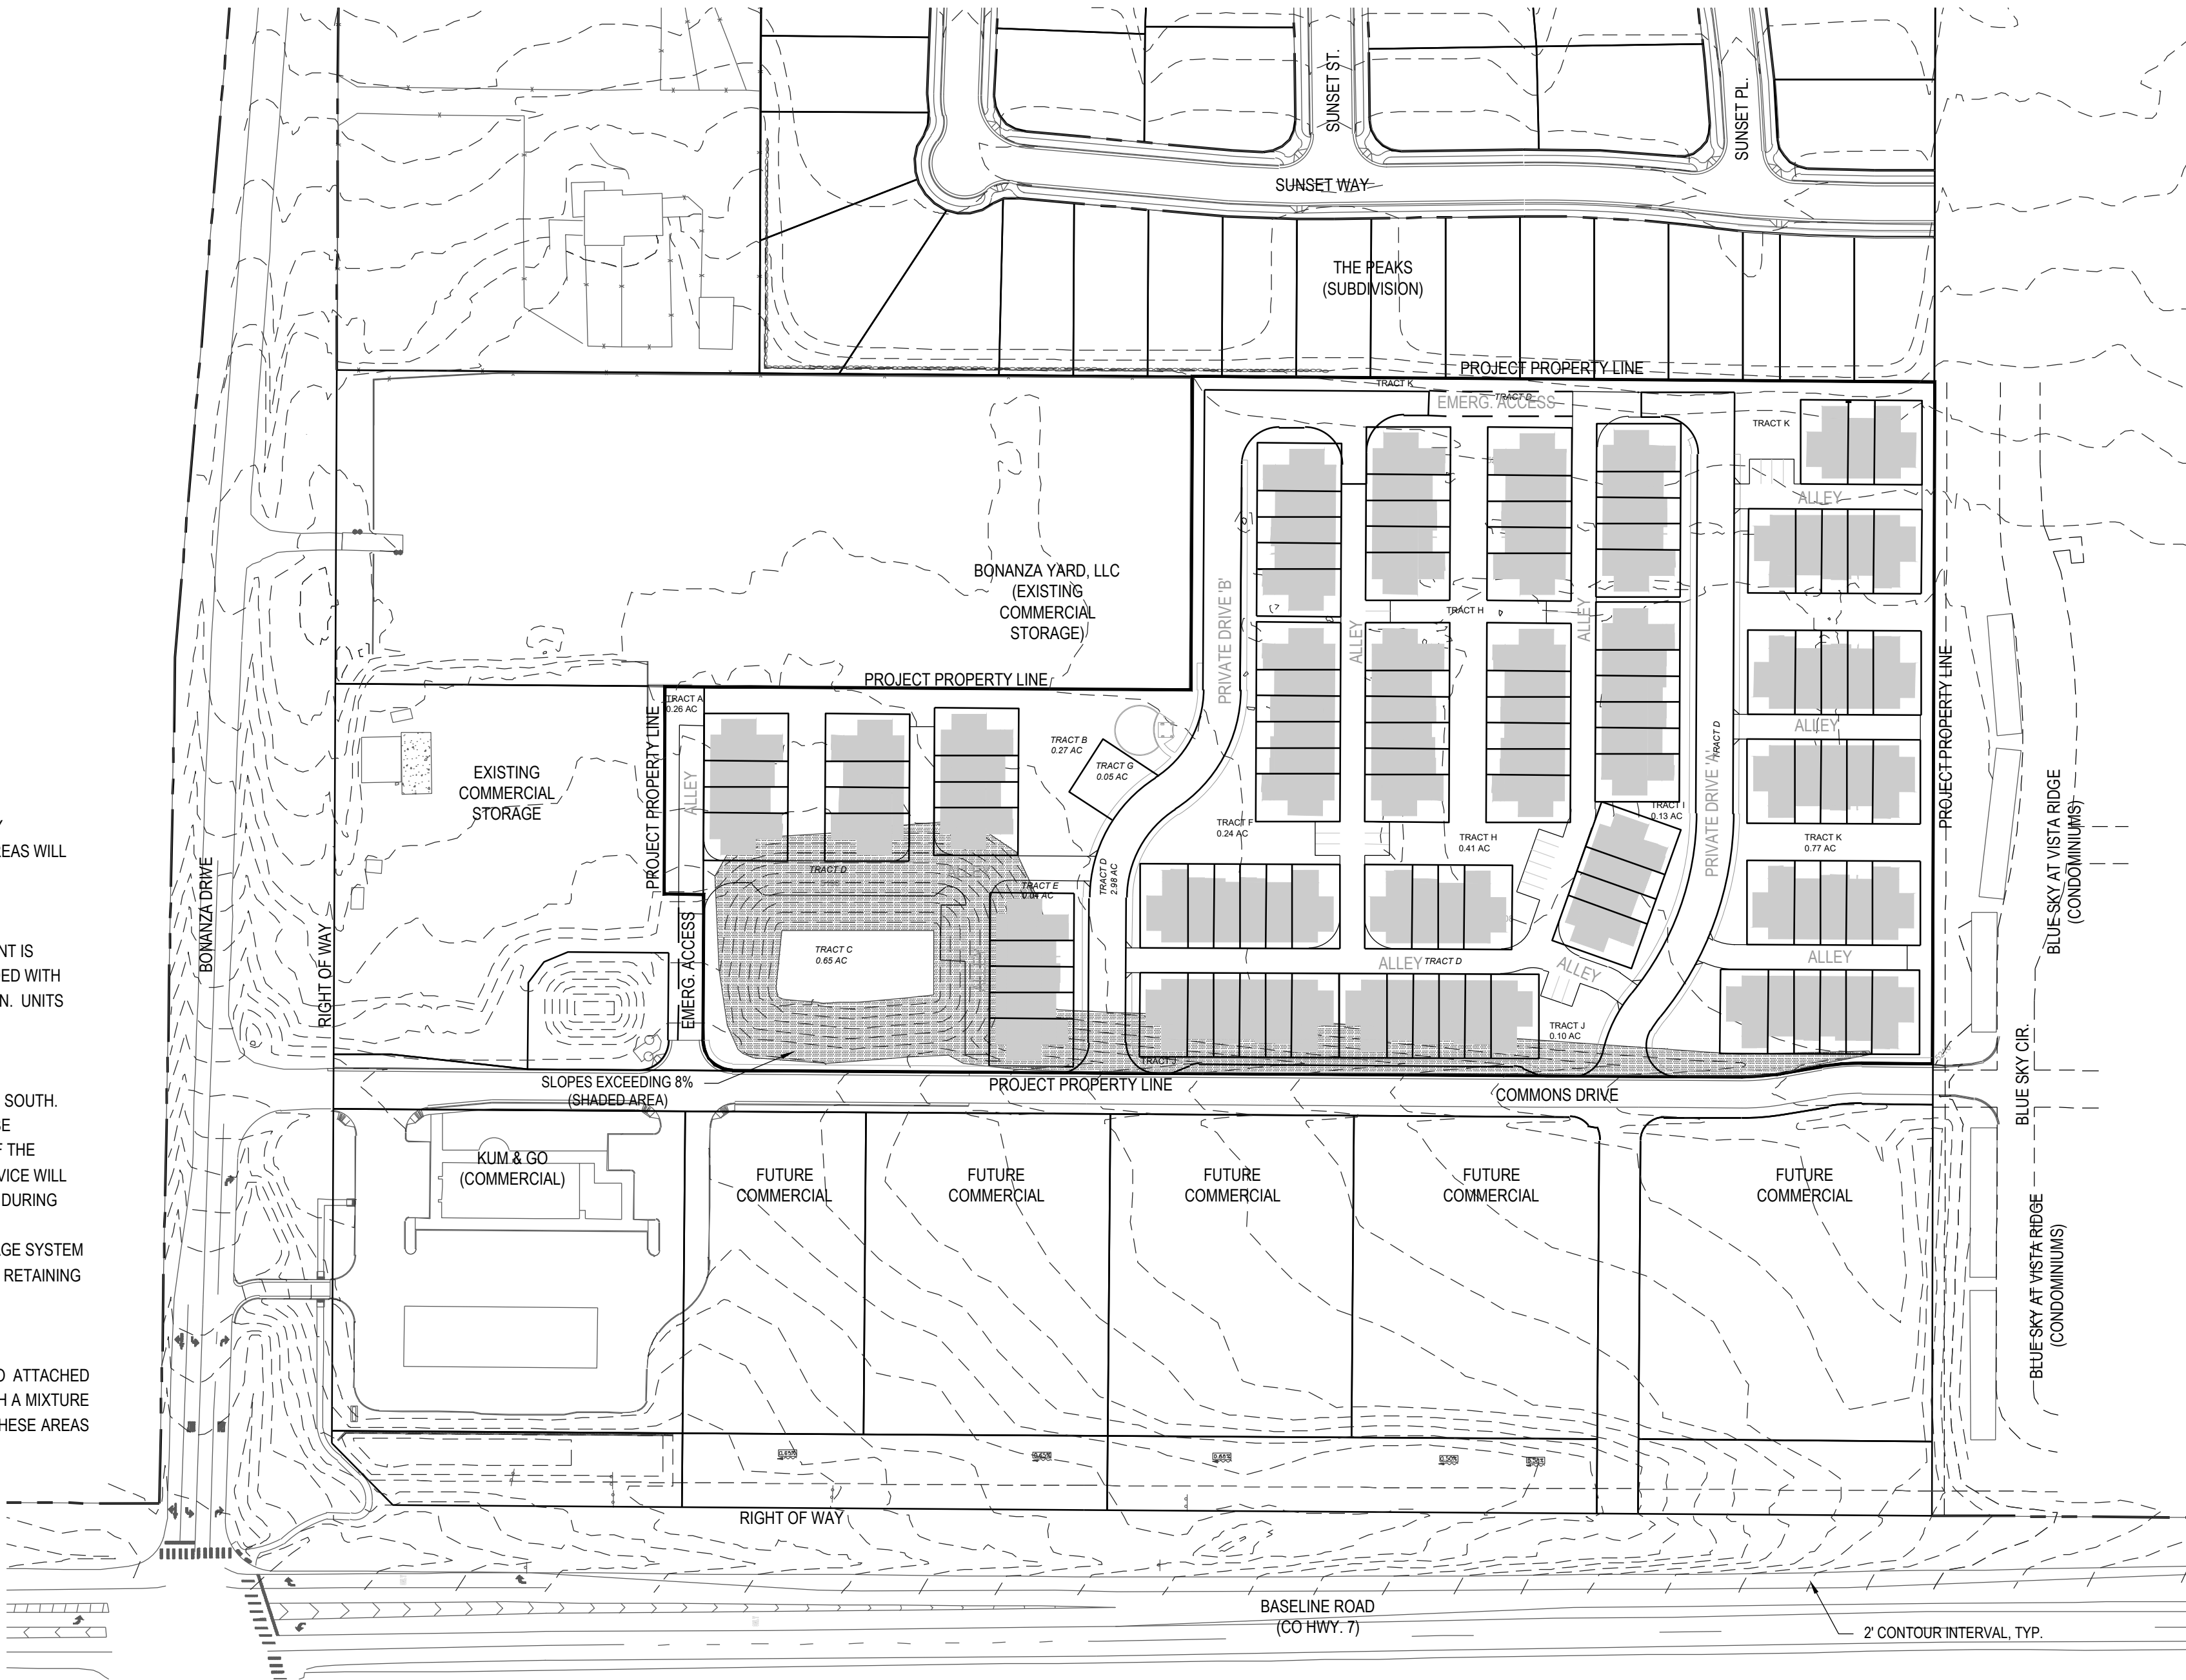 SUNSET ST.
SUNSET PL.
SUNSET WAY
THE PEAKS
(SUBDIVISION)
PROJECT PROPERTY LINE
TRACT K
TRACT D
EMERG. ACCESS
TRACT K
ALLEY
BONANZA YARD, LLC
(EXISTING
COMMERCIAL
STORAGE)
PRIVATE DRIVE 'B'
ALLEY
TRACT H
ALLEY
PROJECT PROPERTY LINE
PROJECT PROPERTY LINE
TRACT A
0.26 AC
PROJECT PROPERTY LINE
ALLEY
EXISTING
COMMERCIAL
STORAGE
TRACT B
0.27 AC
TRACT G
0.05 AC
TRACT F
0.24 AC
TRACT H
0.41 AC
TRACT I
0.13 AC
PRIVATE DRIVE 'A'
TRACT D
ALLEY
TRACT K
0.77 AC
BLUE SKY AT VISTA RIDGE
(CONDOMINIUMS)
EAS WILL
BONANZA DRIVE
RIGHT OF WAY
TRACT D
TRACT E
0.04 AC
TRACT D
2.98 AC
EMERG. ACCESS
TRACT C
0.65 AC
ALLEY
TRACT D
ALLEY
ALLEY
NT IS
ED WITH
N. UNITS
TRACT J
0.10 AC
TRACT J
SLOPES EXCEEDING 8%
(SHADED AREA)
PROJECT PROPERTY LINE
COMMONS DRIVE
BLUE SKY CIR.
SOUTH.
E
F THE
VICE WILL
DURING
KUM & GO
(COMMERCIAL)
FUTURE
COMMERCIAL
FUTURE
COMMERCIAL
FUTURE
COMMERCIAL
FUTURE
COMMERCIAL
FUTURE
COMMERCIAL
BLUE SKY AT VISTA RIDGE
(CONDOMINIUMS)
AGE SYSTEM
RETAINING
D ATTACHED
H A MIXTURE
HESE AREAS
RIGHT OF WAY
BASELINE ROAD
(CO HWY. 7)
2' CONTOUR INTERVAL, TYP.